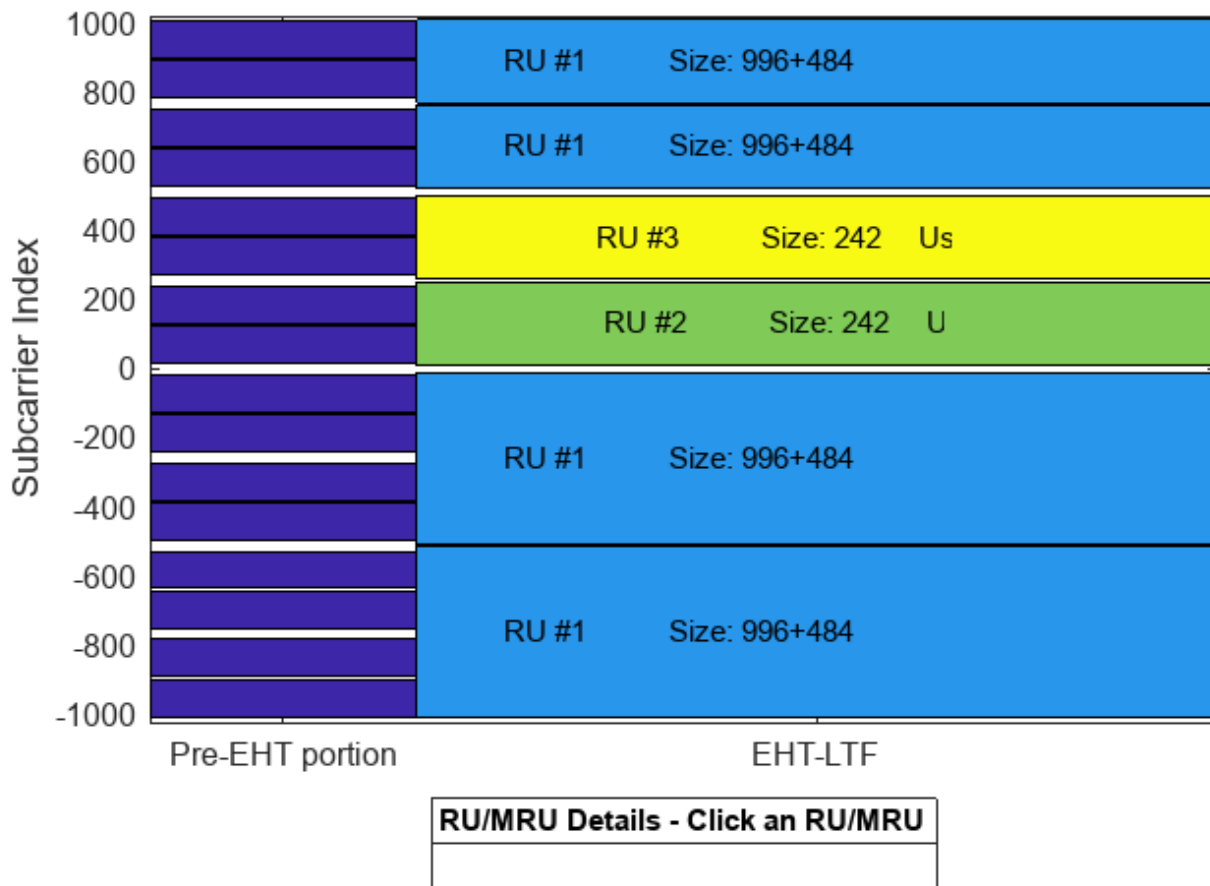 1000
RU #1 Size: 996+484
800
RU #1 Size: 996+484
600
400
RU #3 Size: 242 Us
200
RU #2 Size: 242 U
0
-200
RU #1 Size: 996+484
-400
-600
RU #1 Size: 996+484
-800
-1000
Subcarrier Index
Pre-EHT portion EHT-LTF
RU/MRU Details - Click an RU/MRU